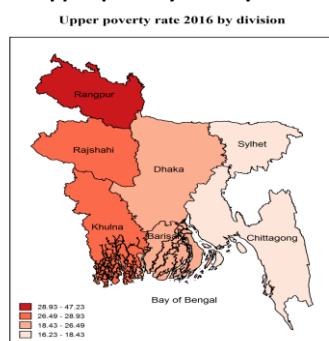 Upper poverty rate 2016 by division
Rangpur
Rajshahi
Sylhet
Dhaka
Khulna
Barisal
Chittagong
Bay of Bengal
28.93 - 47.23
26.49 - 28.93
18.43 - 26.49
16.23 - 18.43